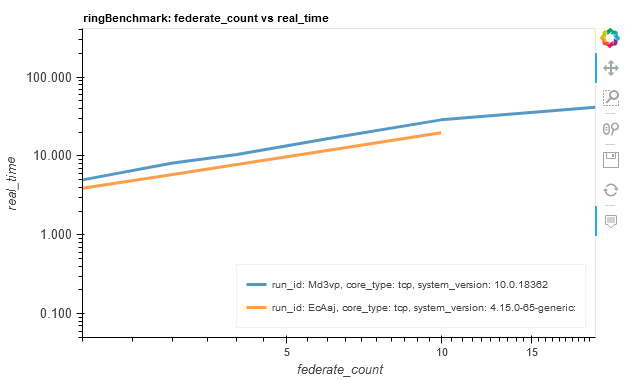 ringBenchmark: federate_count vs real_time
100.000
10.000
1.000
0.100
real_time
run_id: Md3vp, core_type: tcp, system_version: 10.0.18362
run_id: EcAaj, core_type: tcp, system_version: 4.15.0-65-generic:
5
10
15
federate_count